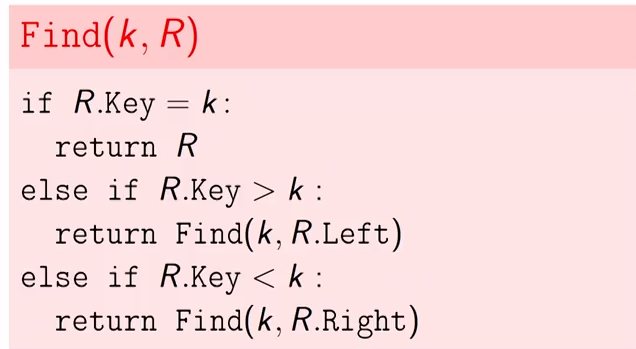 Find(k, R)
if R.Key = k:
return R
else if R.Key > k :
return Find(k, R.Left)
else if R.Key < k :
return Find(k, R.Right)